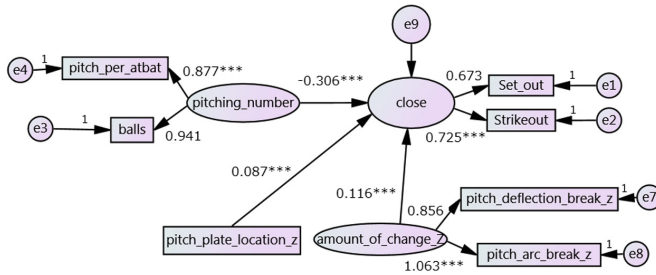 e9
e4
1
pitch_per_atbat
0.877***
-0.306***
0.673
Set_out
1
e1
pitching_number
close
e3
1
balls
0.941
0.725***
Strikeout
1
e2
0.087***
0.116***
0.856
pitch_deflection_break_z
1
e7
pitch_plate_location_z
amount_of_change_Z
1.063***
pitch_arc_break_z
1
e8